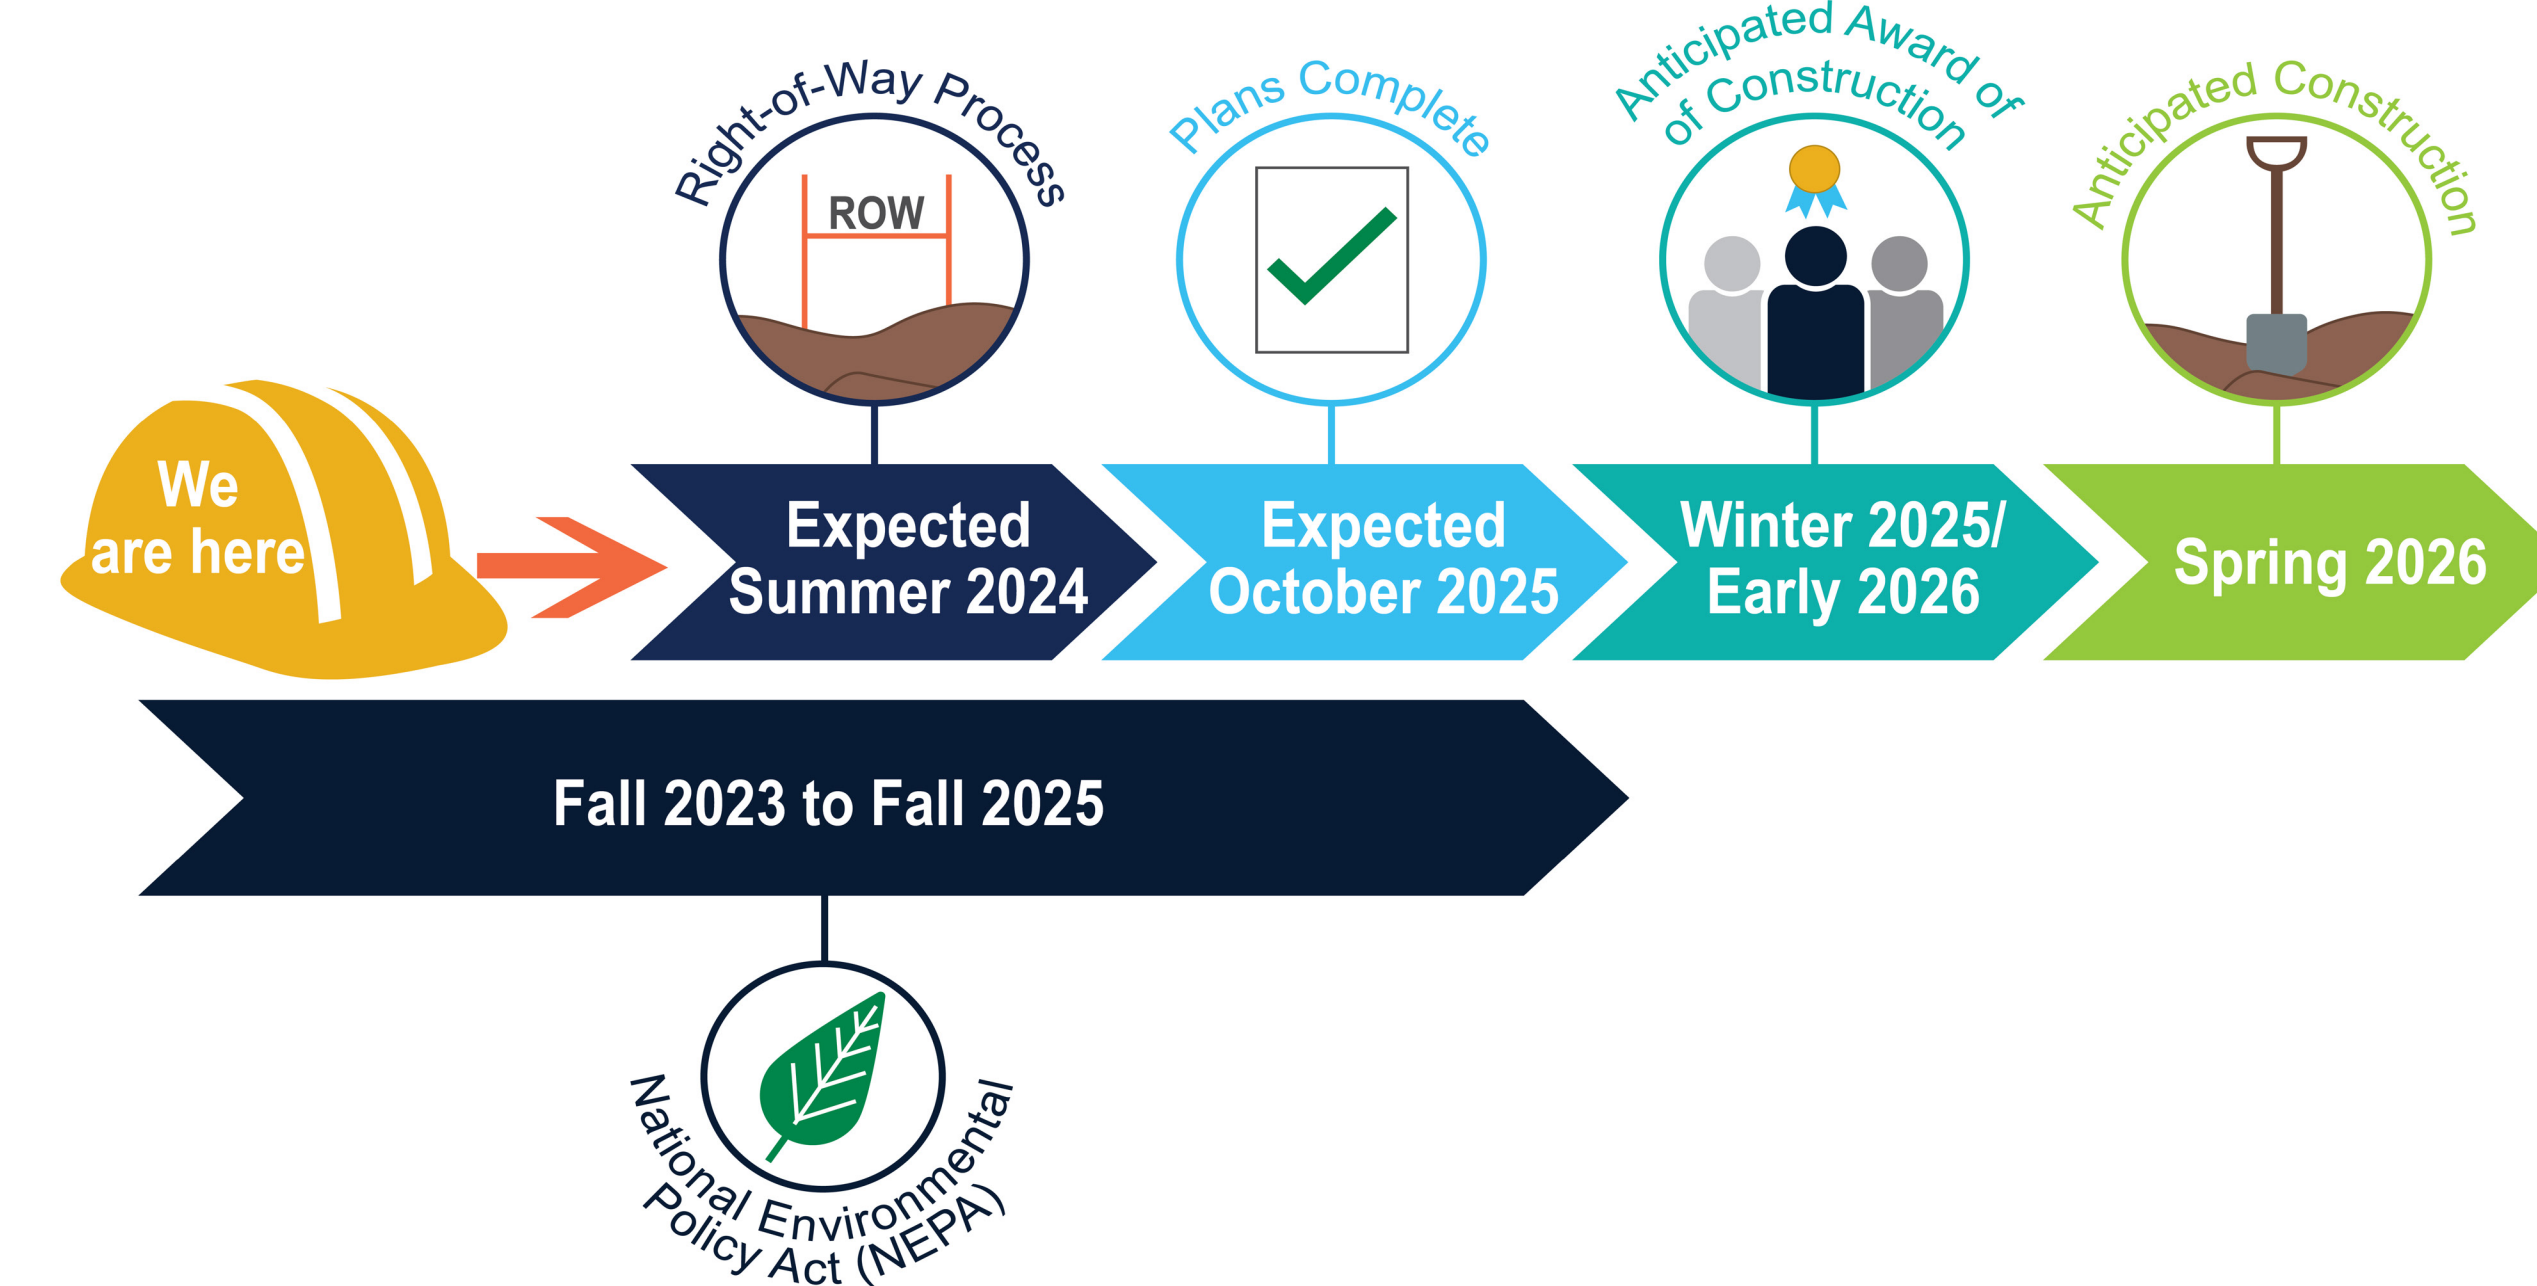 Right-of-Way Process
ROW
Plans Complete
Anticipated Award of
of Construction
Anticipated Construction
We
are here
Expected
Summer 2024
Expected
October 2025
Winter 2025/
Early 2026
Spring 2026
Fall 2023 to Fall 2025
National Environmental
Policy Act (NEPA)